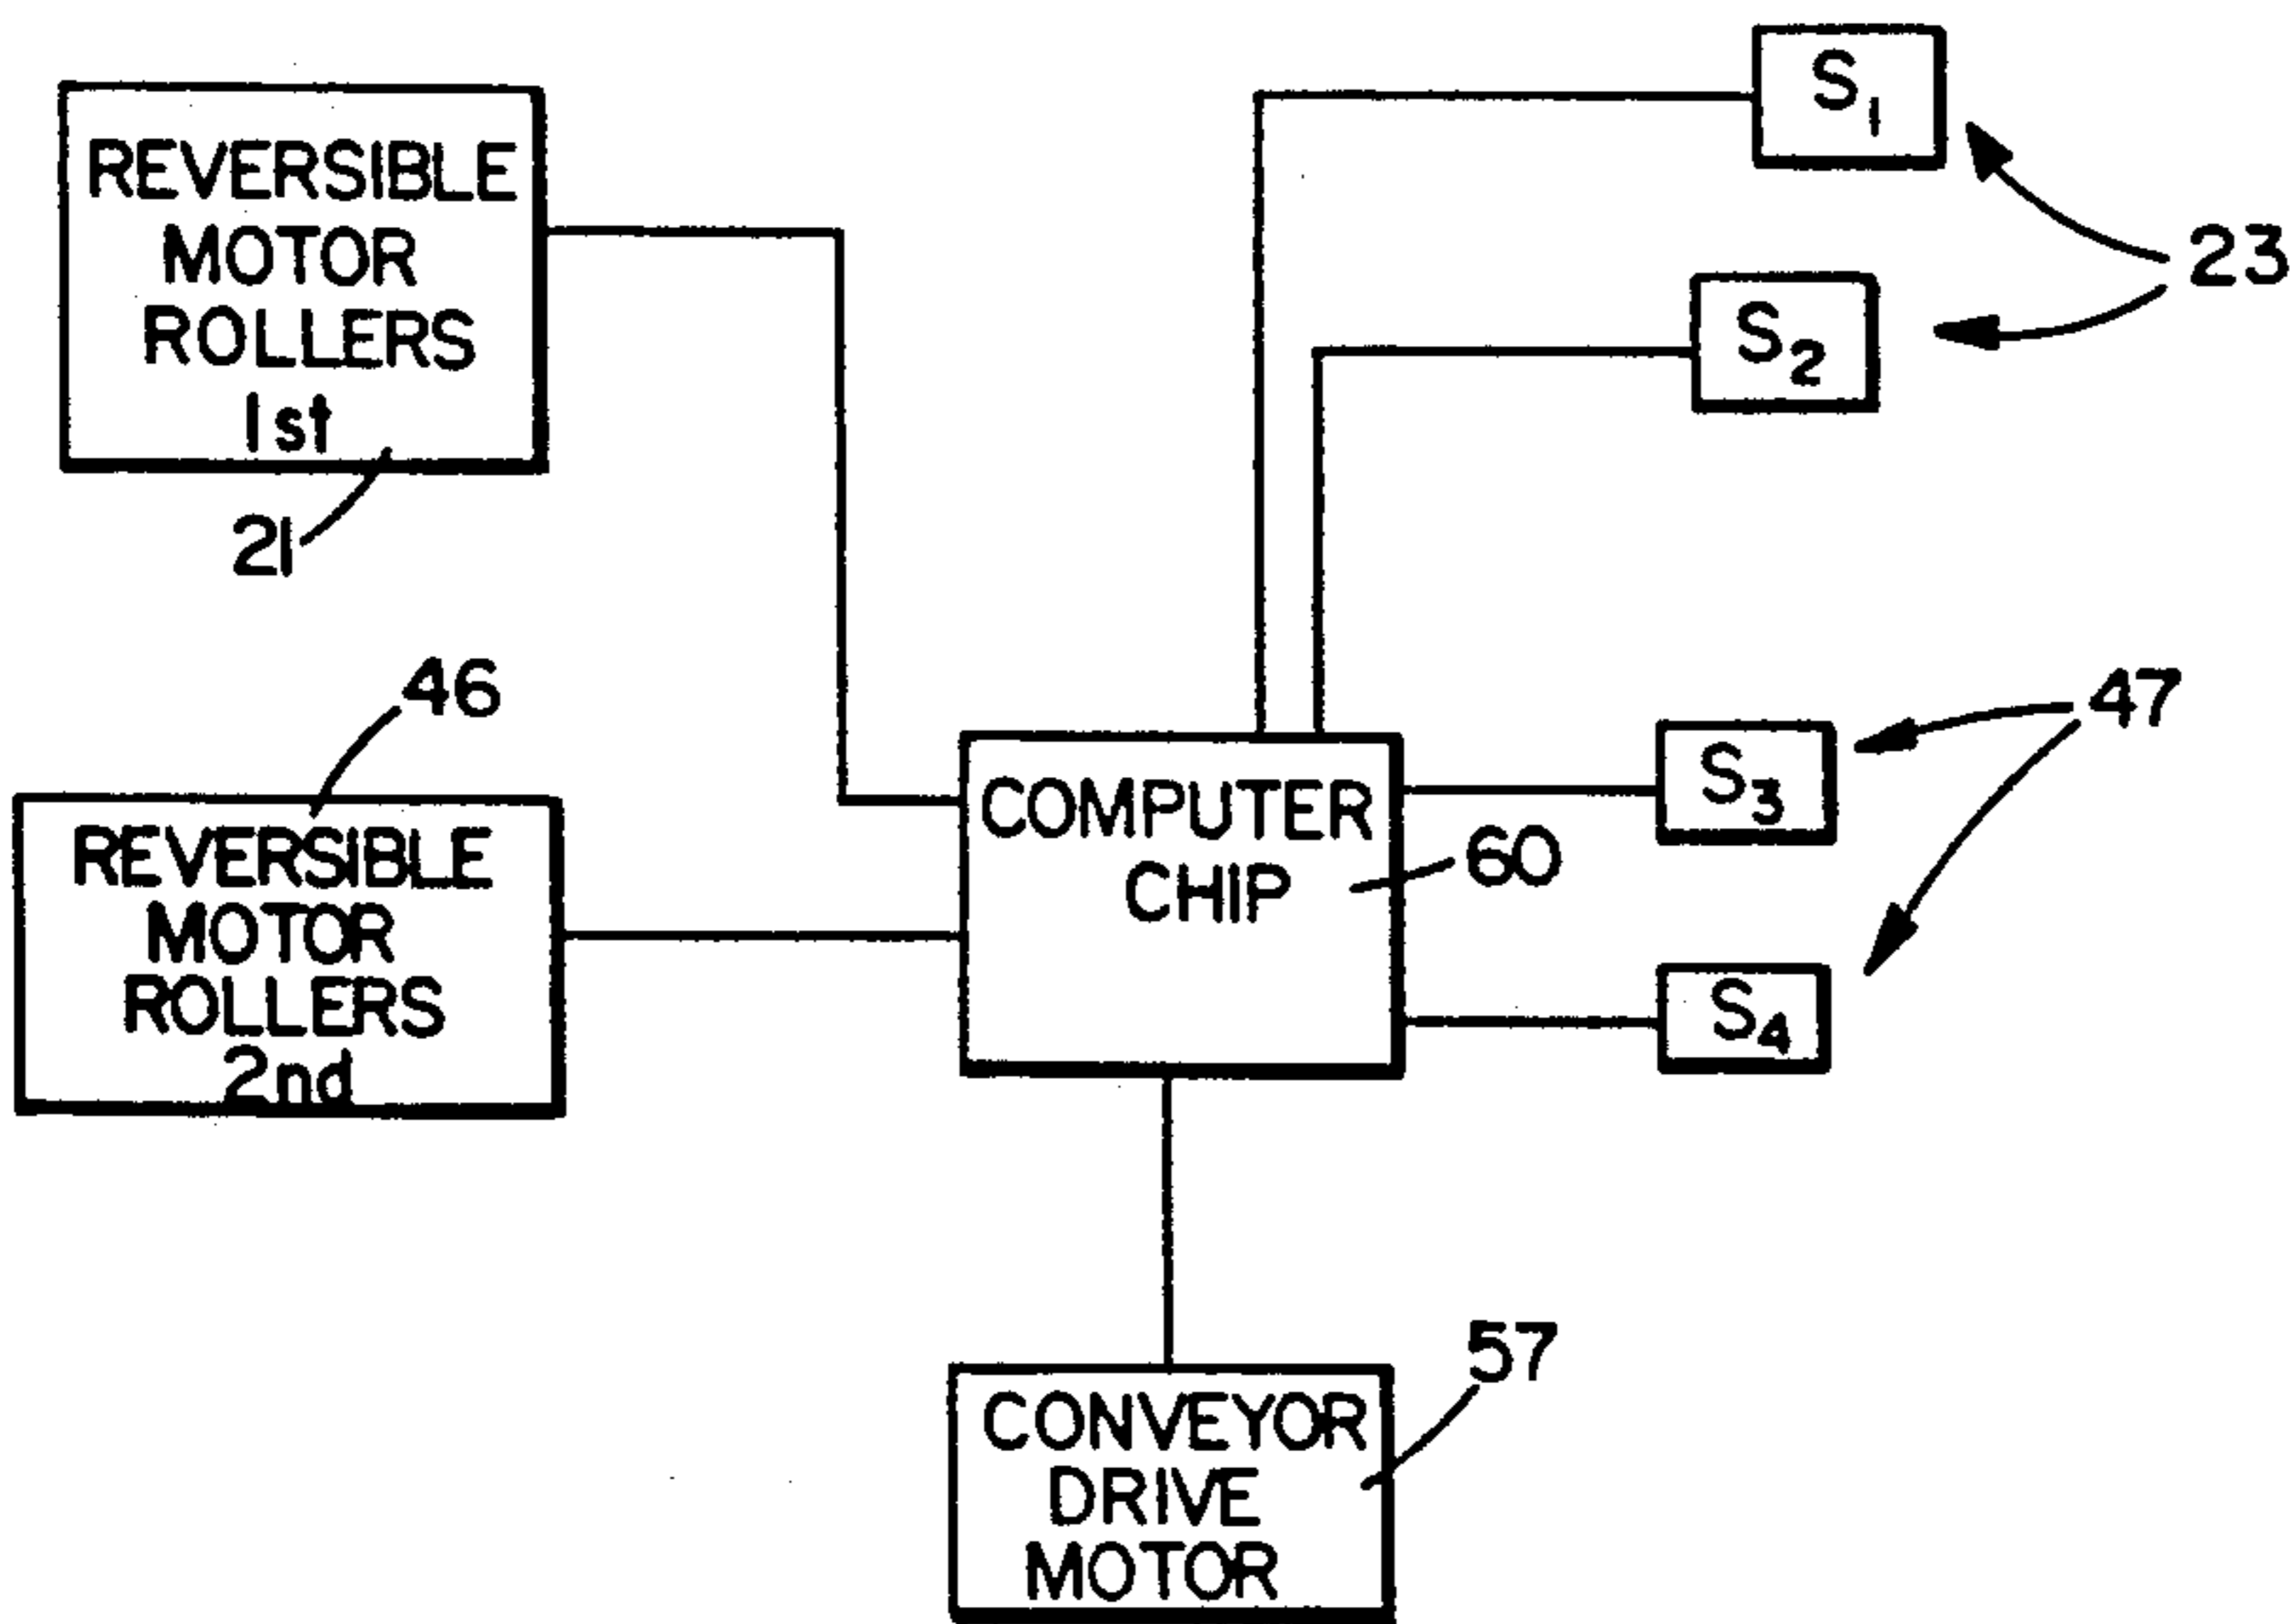 REVERSIBLE
MOTOR
ROLLERS
1st
21
S1
S2
23
46
REVERSIBLE
MOTOR
ROLLERS
2nd
COMPUTER
CHIP
60
S3
S4
47
57
CONVEYOR
DRIVE
MOTOR